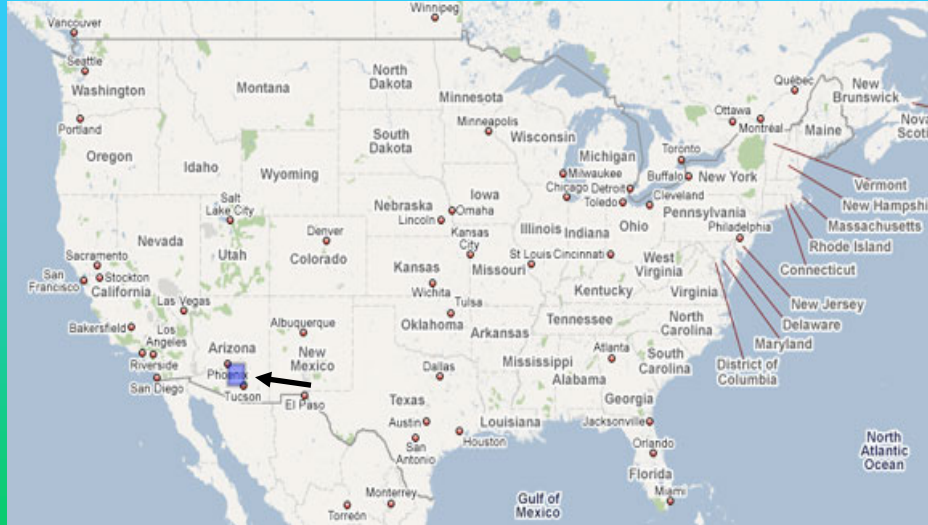 Winnipeg
Vancouver
Seattle
Washington
Montana
North
Dakota
Minnesota
Québec
New
Brunswick
Nova
Scoti
Ottawa
Montréal
Maine
Portland
Oregon
Idaho
Wyoming
South
Dakota
Minneapolis
Wisconsin
Michigan
Toronto
Buffalo
New York
Vermont
New Hampshi
Massachusetts
Rhode Island
Connecticut
Milwaukee
Chicago
Detroit
Toledo
Cleveland
Iowa
Nebraska
Omaha
Lincoln
Salt
Lake City
Nevada
Utah
Denver
Colorado
Kansas
City
Illinois
Indiana
Ohio
Pennsylvania
Philadelphia
Sacramento
San
Francisco
Stockton
California
Kansas
Missouri
St Louis
Cincinnati
West
Virginia
Virginia
New Jersey
Delaware
Maryland
District of
Columbia
Las Vegas
Wichita
Tulsa
Kentucky
Bakersfield
Los
Angeles
Riverside
San Diego
Arizona
Phoenix
Tucson
Albuquerque
New
Mexico
El Paso
Oklahoma
Arkansas
Tennessee
North
Carolina
South
Carolina
Atlanta
Mississippi
Alabama
Georgia
Dallas
Texas
Austin
San
Antonio
Houston
Louisiana
Jacksonville
Orlando
Florida
Miami
North
Atlantic
Ocean
Gulf of
Mexico
Monterrey
Torreón